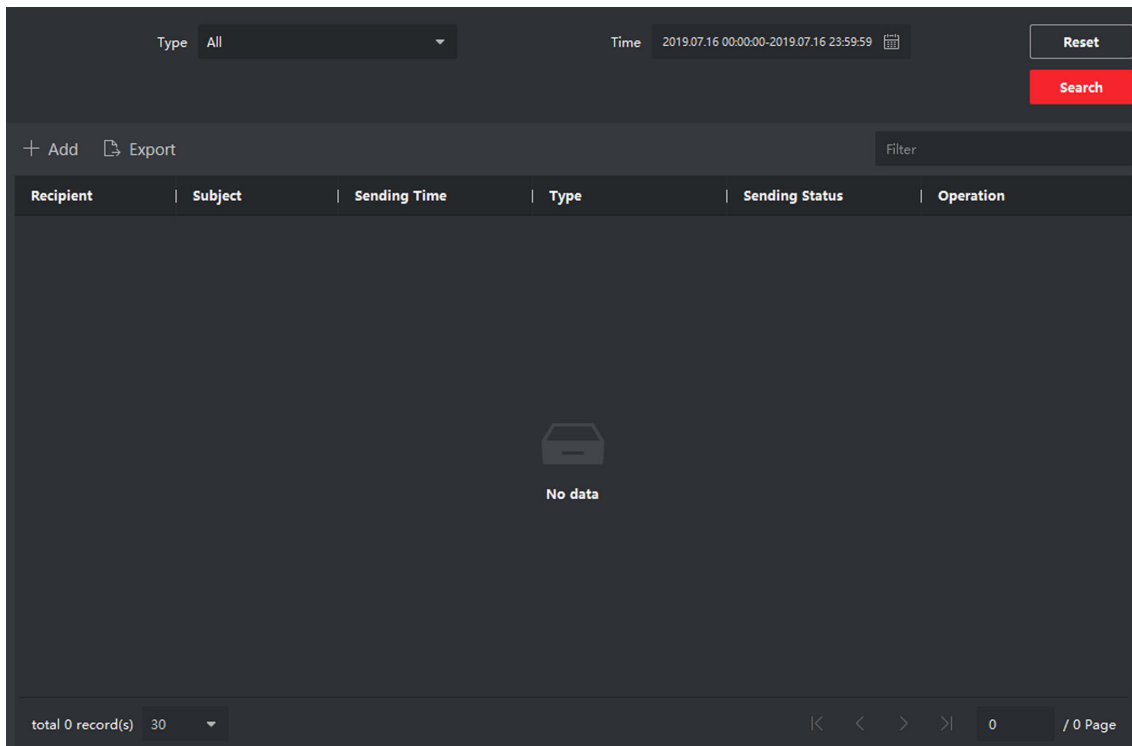 Type All Time 2019.07.16 00:00:00-2019.07.16 23:59:59 Reset
Search
Add Export Filter
Recipient Subject Sending Time Type Sending Status Operation
No data
total 0 record(s) 30 0 / 0 Page